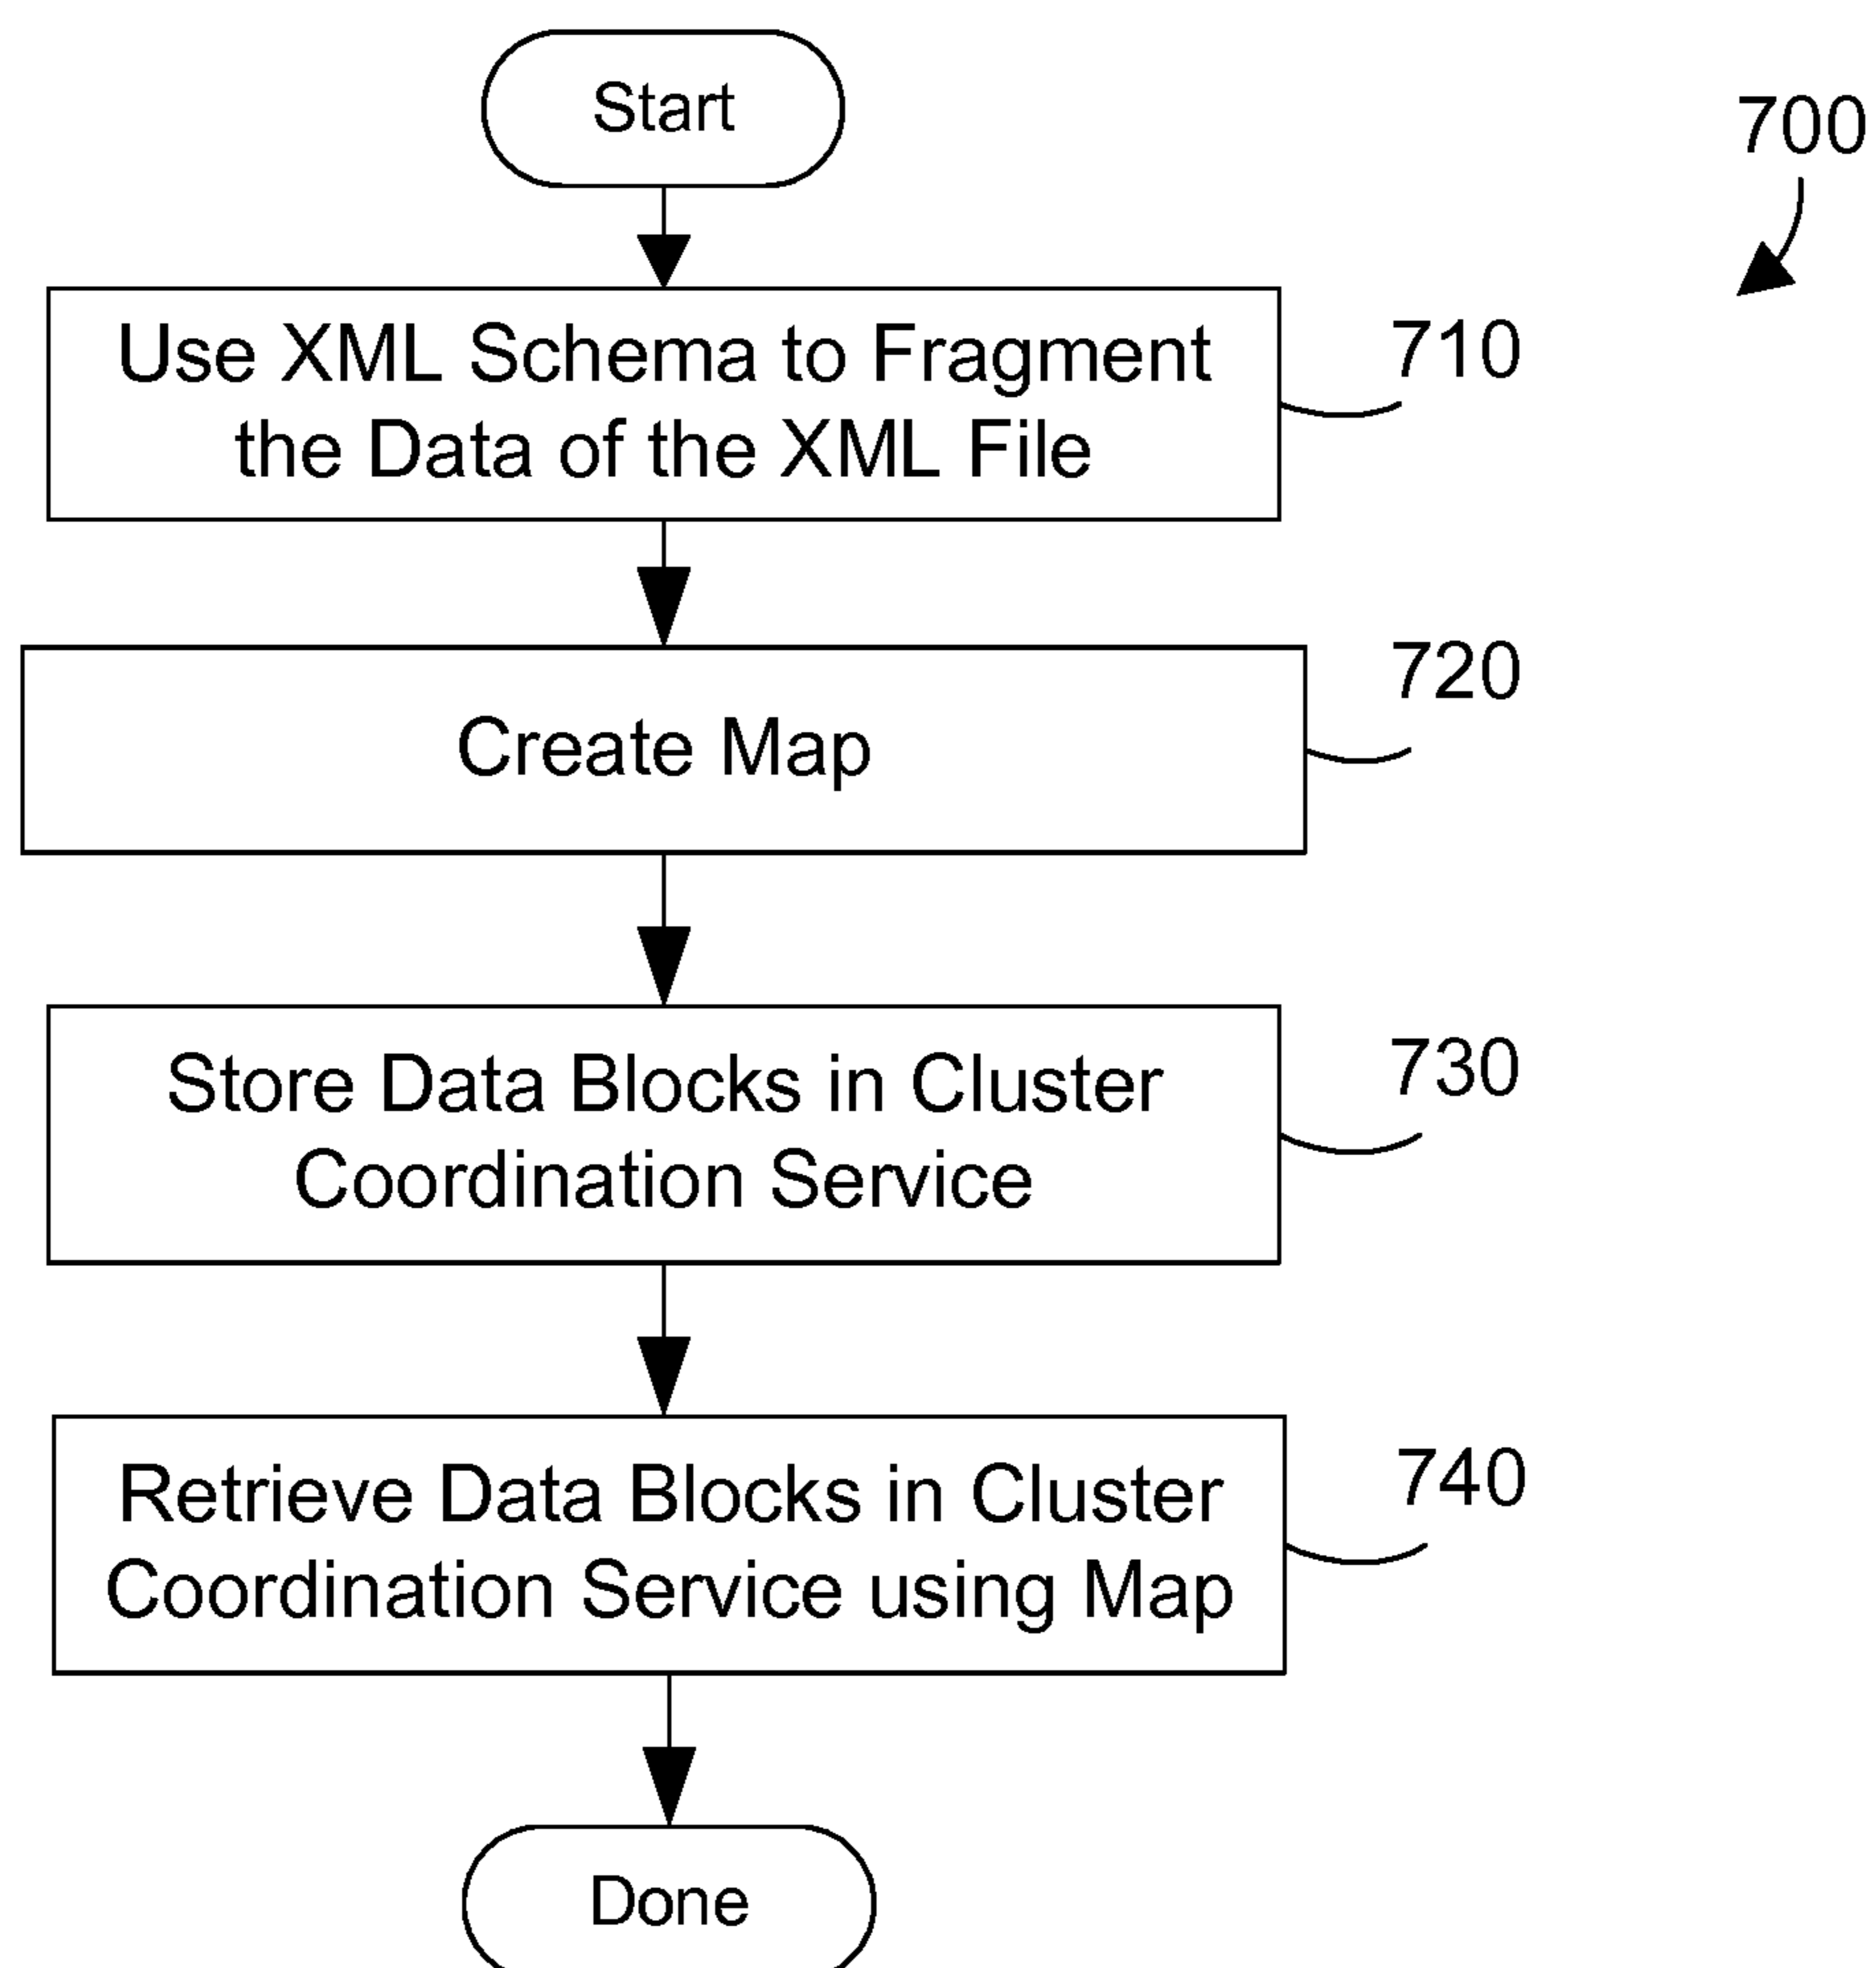 Start
700
Use XML Schema to Fragment
the Data of the XML File
710
Create Map
720
Store Data Blocks in Cluster
Coordination Service
730
Retrieve Data Blocks in Cluster
Coordination Service using Map
740
Done